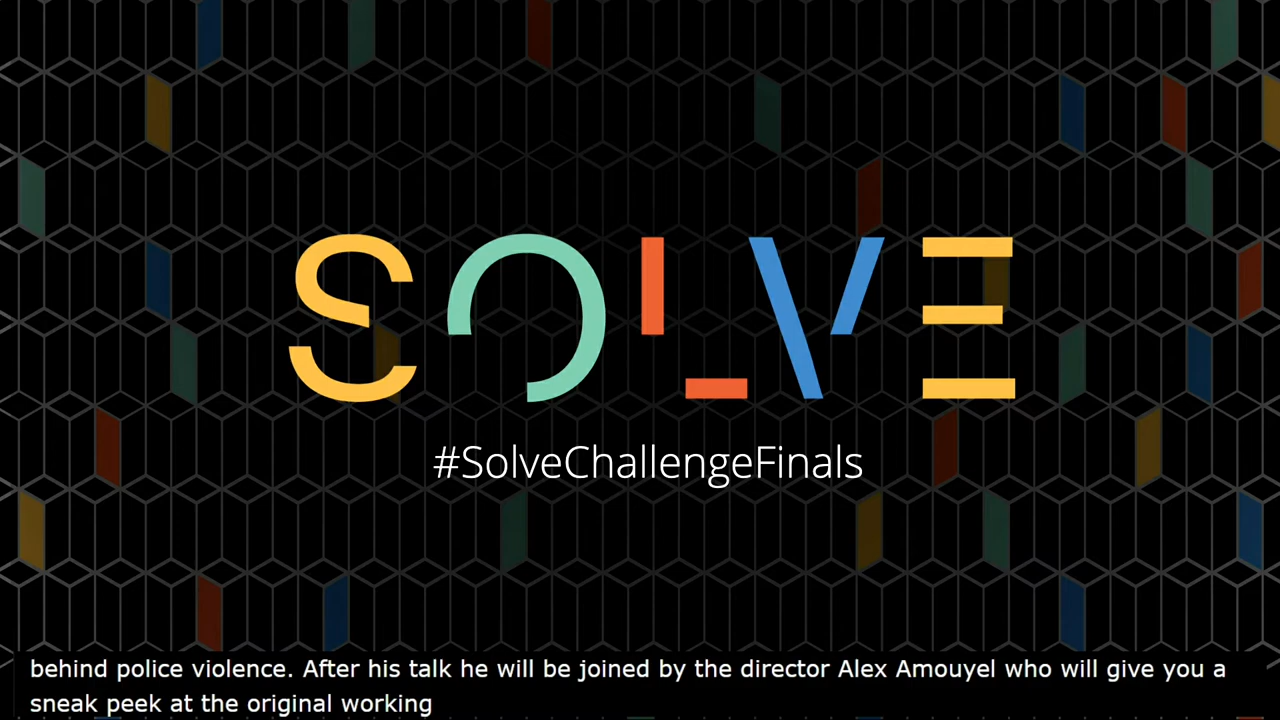 SOLVE
#SolveChallengeFinals
behind police violence. After his talk he will be joined by the director Alex Amouyel who will give you a
sneak peek at the original working